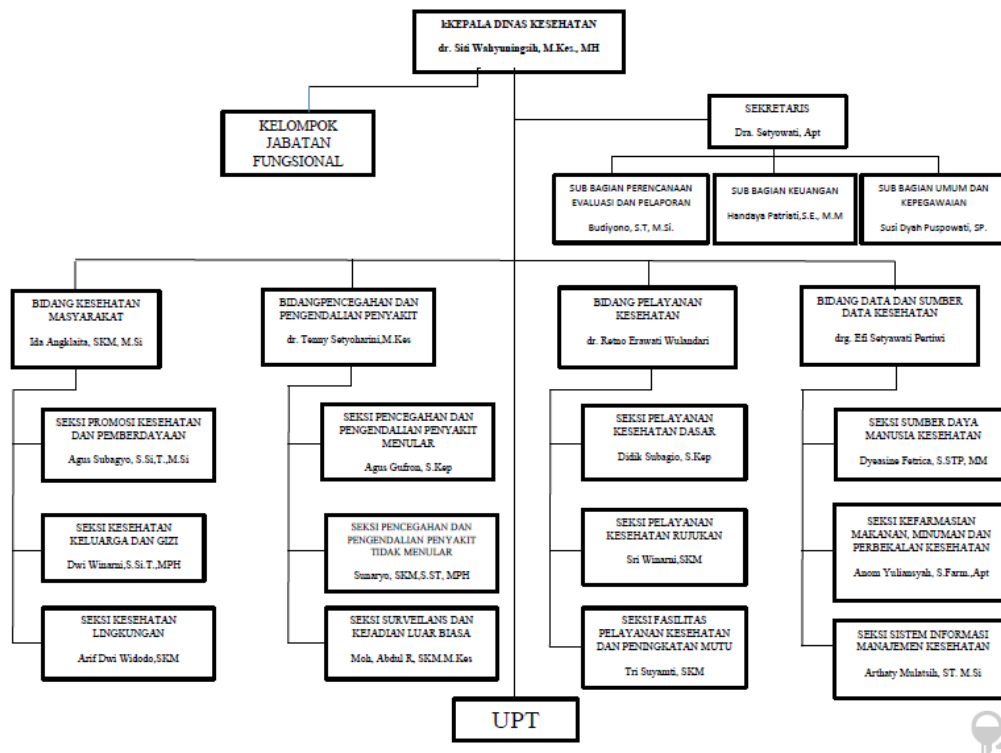 kKEPALA DINAS KESEHATAN
dr. Siti Wahyuningsih, M.Kes., MH
KELOMPOK
JABATAN
FUNGSIONAL
SEKRETARIS
Dra. Setyowati, Apt
SUB BAGIAN PERENCANAAN
EVALUASI DAN PELAPORAN
Budiyono, S.T, M.Si.
SUB BAGIAN KEUANGAN
Handaya Patriati,S.E., M.M
SUB BAGIAN UMUM DAN
KEPEGAWAIAN
Susi Dyah Puspowati, SP.
BIDANG KESEHATAN
MASYARAKAT
Ida Angklaita, SKM, M.Si
BIDANGPENCEGAHAN DAN
PENGENDALIAN PENYAKIT
dr. Tenny Setyoharini,M.Kes
BIDANG PELAYANAN
KESEHATAN
dr. Retno Erawati Wulandari
BIDANG DATA DAN SUMBER
DATA KESEHATAN
drg. Efi Setyawati Pertiwi
SEKSI PROMOSI KESEHATAN
DAN PEMBERDAYAAN
Agus Subagyo, S.Si,T.,M.Si
SEKSI KESEHATAN
KELUARGA DAN GIZI
Dwi Winarni,S.Si.T.,MPH
SEKSI KESEHATAN
LINGKUNGAN
Arif Dwi Widodo,SKM
SEKSI PENCEGAHAN DAN
PENGENDALIAN PENYAKIT
MENULAR
Agus Gufron, S.Kep
SEKSI PENCEGAHAN DAN
PENGENDALIAN PENYAKIT
TIDAK MENULAR
Sunaryo, SKM,S.ST, MPH
SEKSI SURVEILANS DAN
KEJADIAN LUAR BIASA
Moh, Abdul R, SKM.M.Kes
SEKSI PELAYANAN
KESEHATAN DASAR
Didik Subagio, S.Kep
SEKSI PELAYANAN
KESEHATAN RUJUKAN
Sri Winarni,SKM
SEKSI FASILITAS
PELAYANAN KESEHATAN
DAN PENINGKATAN MUTU
Tri Suyamti, SKM
SEKSI SUMBER DAYA
MANUSIA KESEHATAN
Dyeasine Fetrica, S.STP, MM
SEKSI KEFARMASIAN
MAKANAN, MINUMAN DAN
PERBEKALAN KESEHATAN
Anom Yuliansyah, S.Farm.,Apt
SEKSI SISTEM INFORMASI
MANAJEMEN KESEHATAN
Arthaty Mulatsih, ST. M.Si
UPT